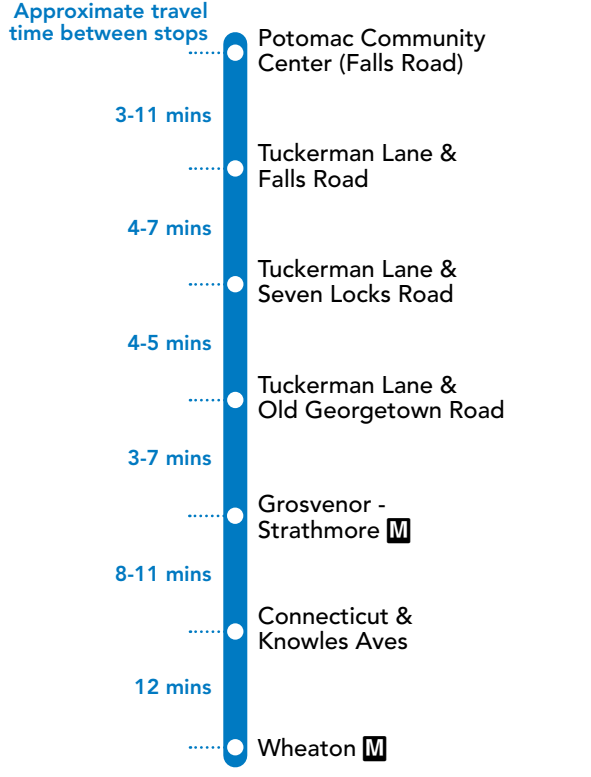 Approximate travel
time between stops
Potomac Community
Center (Falls Road)
3-11 mins
Tuckerman Lane &
Falls Road
4-7 mins
Tuckerman Lane &
Seven Locks Road
4-5 mins
Tuckerman Lane &
Old Georgetown Road
3-7 mins
Grosvenor -
Strathmore M
8-11 mins
Connecticut &
Knowles Aves
12 mins
Wheaton M